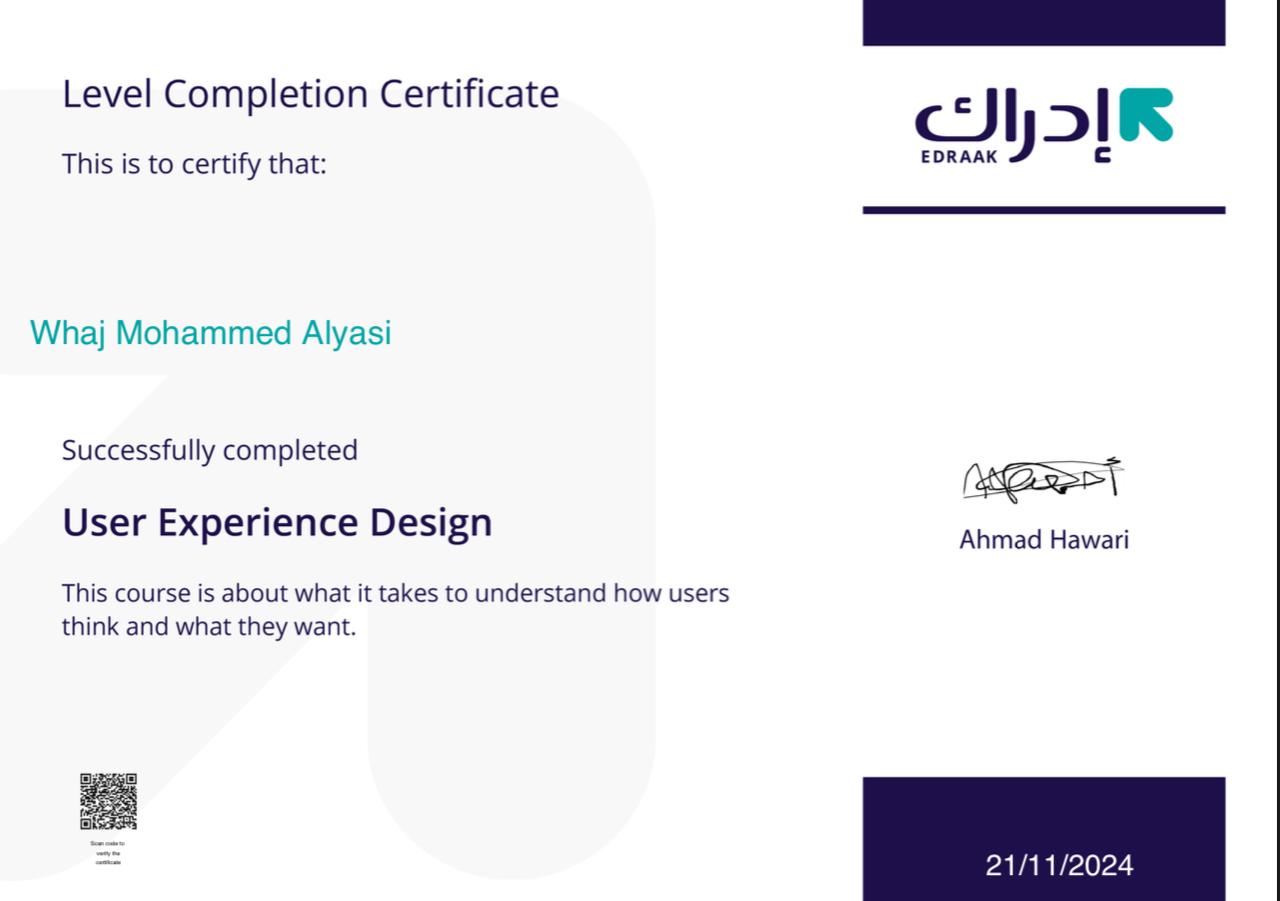 Level Completion Certificate
This is to certify that:
Whaj Mohammed Alyasi
Successfully completed
User Experience Design
This course is about what it takes to understand how users
think and what they want.
Scan code to
verify the
certificate
إدراك
EDRAAK
Ahmad Hawari
21/11/2024